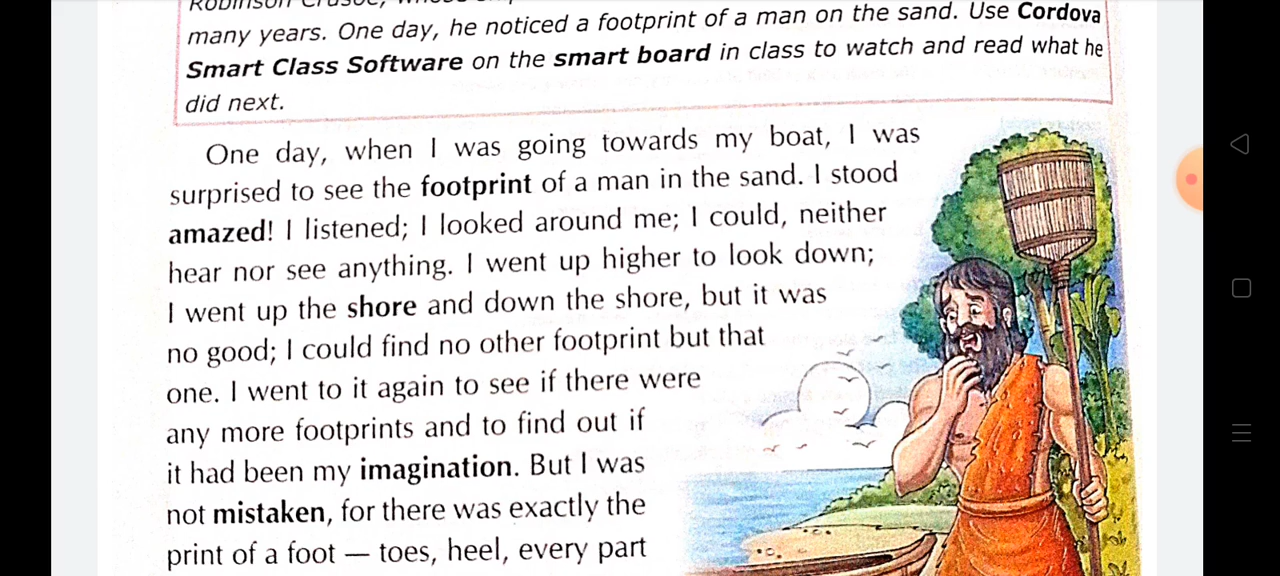 Robinson Crusoe,
many years. One day, he noticed a footprint of a man on the sand. Use Cordova
Smart Class Software on the smart board in class to watch and read what he
did next.
One day, when I was going towards my boat, I was
surprised to see the footprint of a man in the sand. I stood
amazed! I listened; I looked around me; I could, neither
hear nor see anything. I went up higher to look down;
I went up the shore and down the shore, but it was
no good; I could find no other footprint but that
one. I went to it again to see if there were
any more footprints and to find out if
it had been my imagination. But I was
not mistaken, for there was exactly the
print of a foot — toes, heel, every part